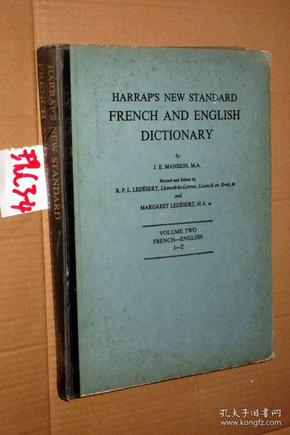 HARRAP'S NEW STANDARD
FRENCH AND ENGLISH
DICTIONARY
by
J. E. MANSION, M.A.
Revised and Edited by
R. P. L. LEDÉSERT, Licencié-ès-Lettres, Licencié en Droit,
and
MARGARET LEDÉSERT, M.A.
VOLUME TWO
FRENCH—ENGLISH
J—Z
HARRAP'S NEW STANDARD
FRENCH AND
孔夫子旧书网